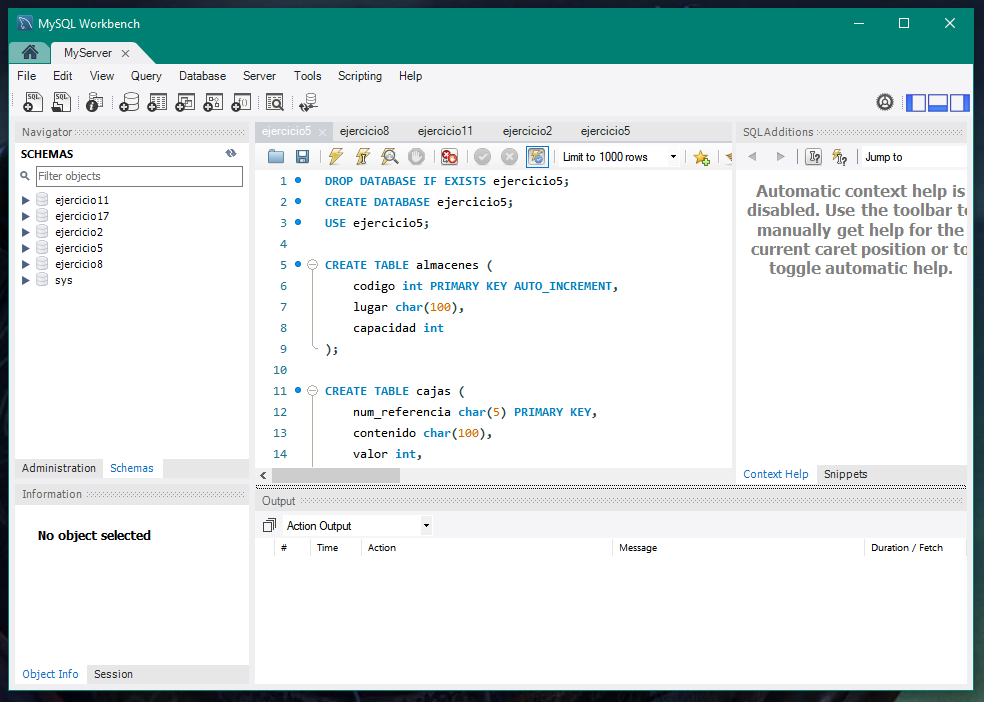 MySQL Workbench
MyServer
File Edit View Query Database Server Tools Scripting Help
Navigator
SCHEMAS
Filter objects
ejercicio11
ejercicio17
ejercicio2
ejercicio5
ejercicio8
sys
Administration Schemas
Information
No object selected
Object Info Session
ejercicio5 ejercicio8 ejercicio11 ejercicio2 ejercicio5
Limit to 1000 rows
1 DROP DATABASE IF EXISTS ejercicio5;
2 CREATE DATABASE ejercicio5;
3 USE ejercicio5;
4
5 CREATE TABLE almacenes (
6 codigo int PRIMARY KEY AUTO_INCREMENT,
7 lugar char(100),
8 capacidad int
9 );
10
11 CREATE TABLE cajas (
12 num_referencia char(5) PRIMARY KEY,
13 contenido char(100),
14 valor int,
SQLAdditions
Jump to
Automatic context help is
disabled. Use the toolbar to
manually get help for the
current caret position or to
toggle automatic help.
Context Help Snippets
Output
Action Output
# Time Action Message Duration / Fetch